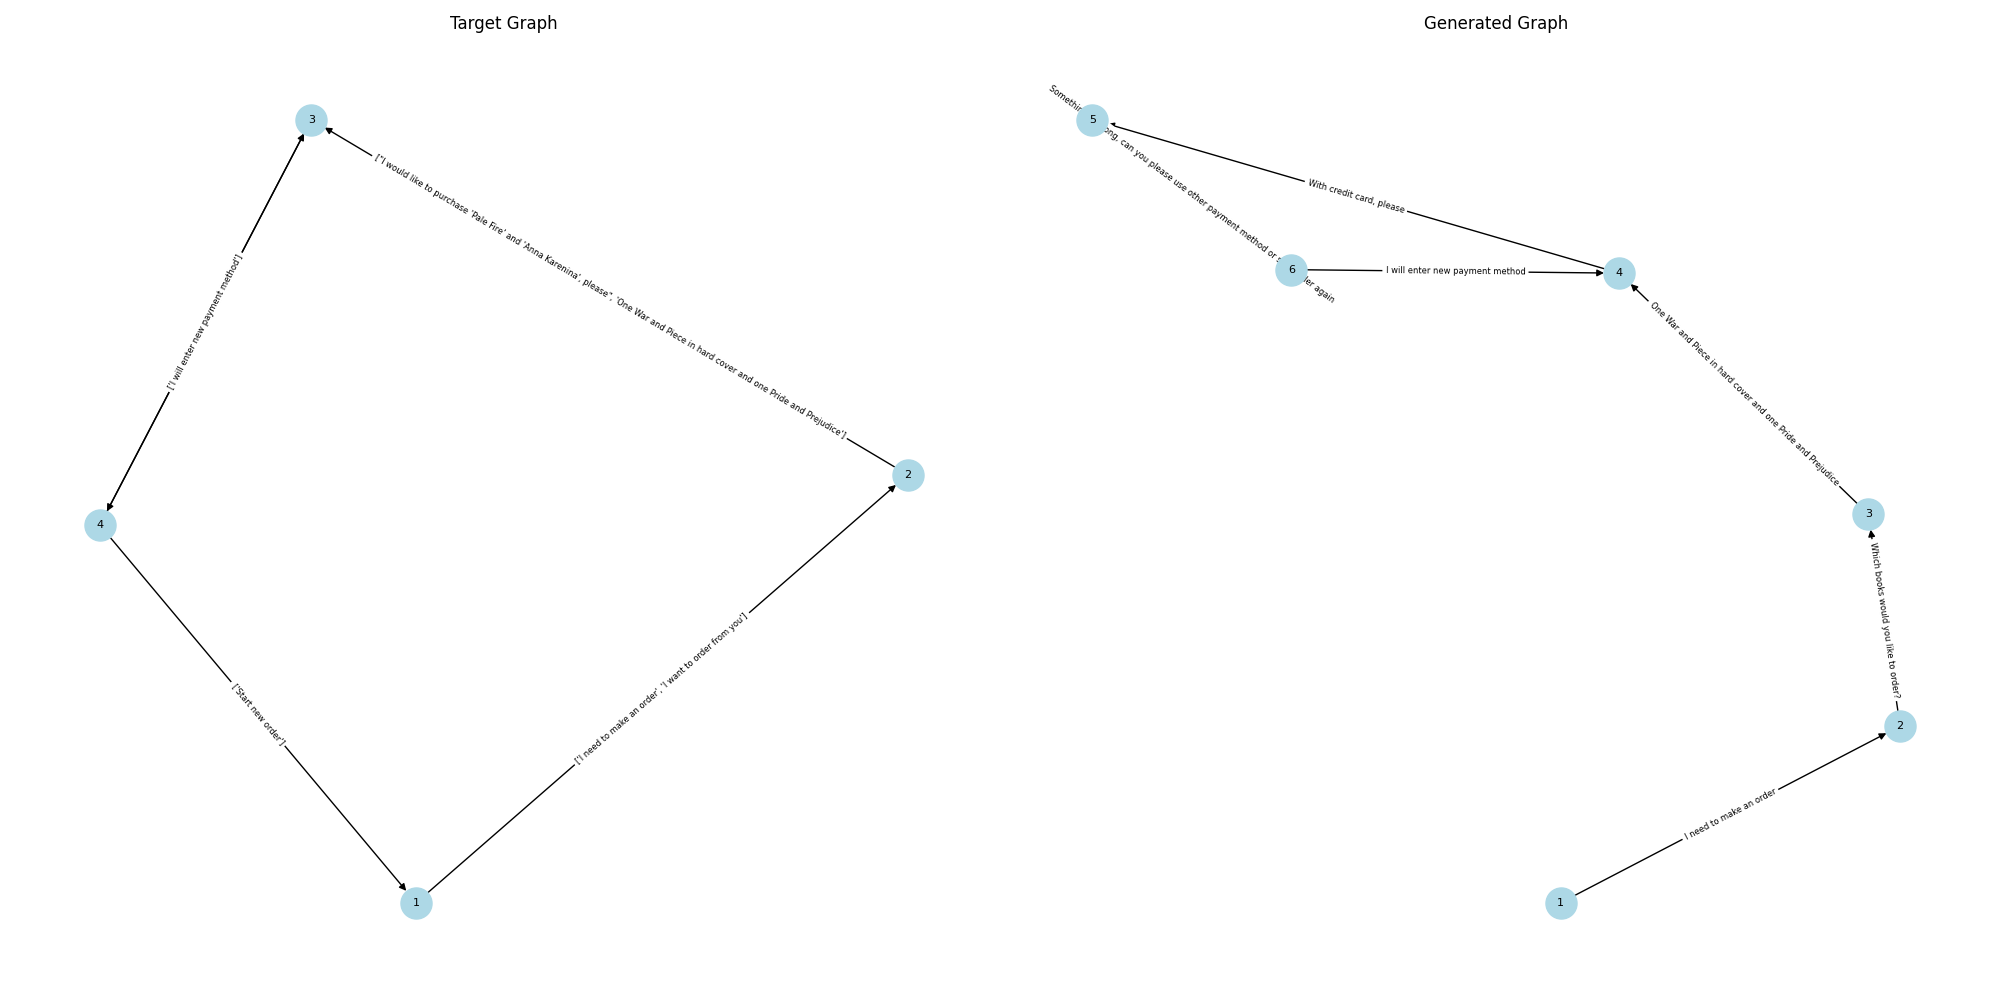 Target Graph
3
["I would like to purchase 'Pale Fire' and 'Anna Karenina', please", 'One War and Piece in hard cover and one Pride and Prejudice']
['I will enter new payment method']
2
4
['Start new order']
['I need to make an order', 'I want to order from you']
1
Generated Graph
5
ong, can you please use other payment method or
With credit card, please
6
again
I will enter new payment method
4
One War and Piece in hard cover and one Pride and Prejudice
3
Which books would you like to order?
2
I need to make an order
1